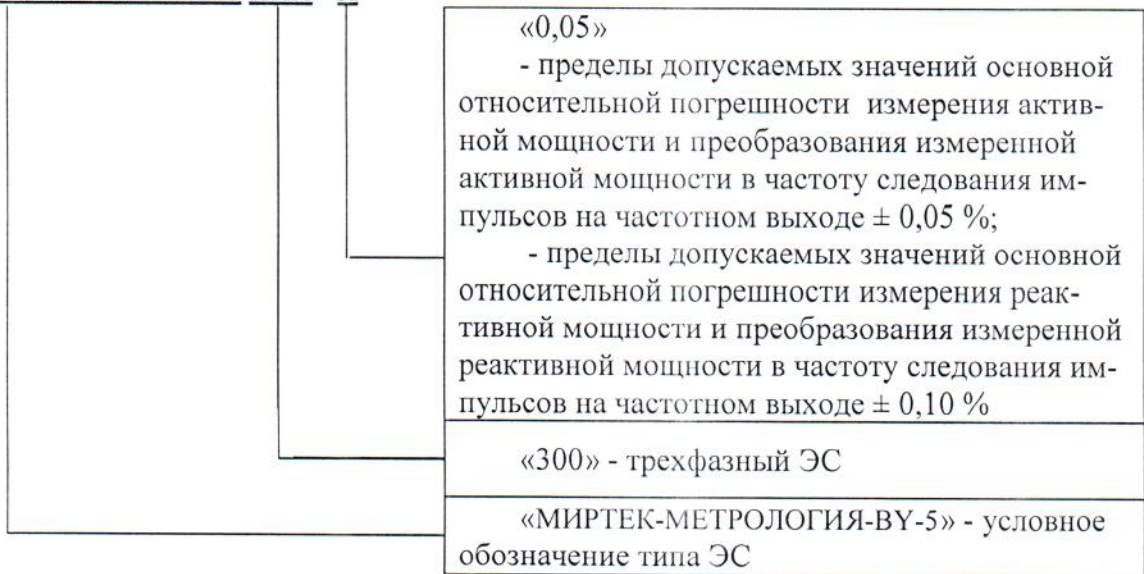 «0,05»
- пределы допускаемых значений основной
относительной погрешности измерения актив-
ной мощности и преобразования измеренной
активной мощности в частоту следования им-
пульсов на частотном выходе ± 0,05 %;
- пределы допускаемых значений основной
относительной погрешности измерения реак-
тивной мощности и преобразования измеренной
реактивной мощности в частоту следования им-
пульсов на частотном выходе ± 0,10 %
«300» - трехфазный ЭС
«МИРТЕК-МЕТРОЛОГИЯ-BY-5» - условное
обозначение типа ЭС